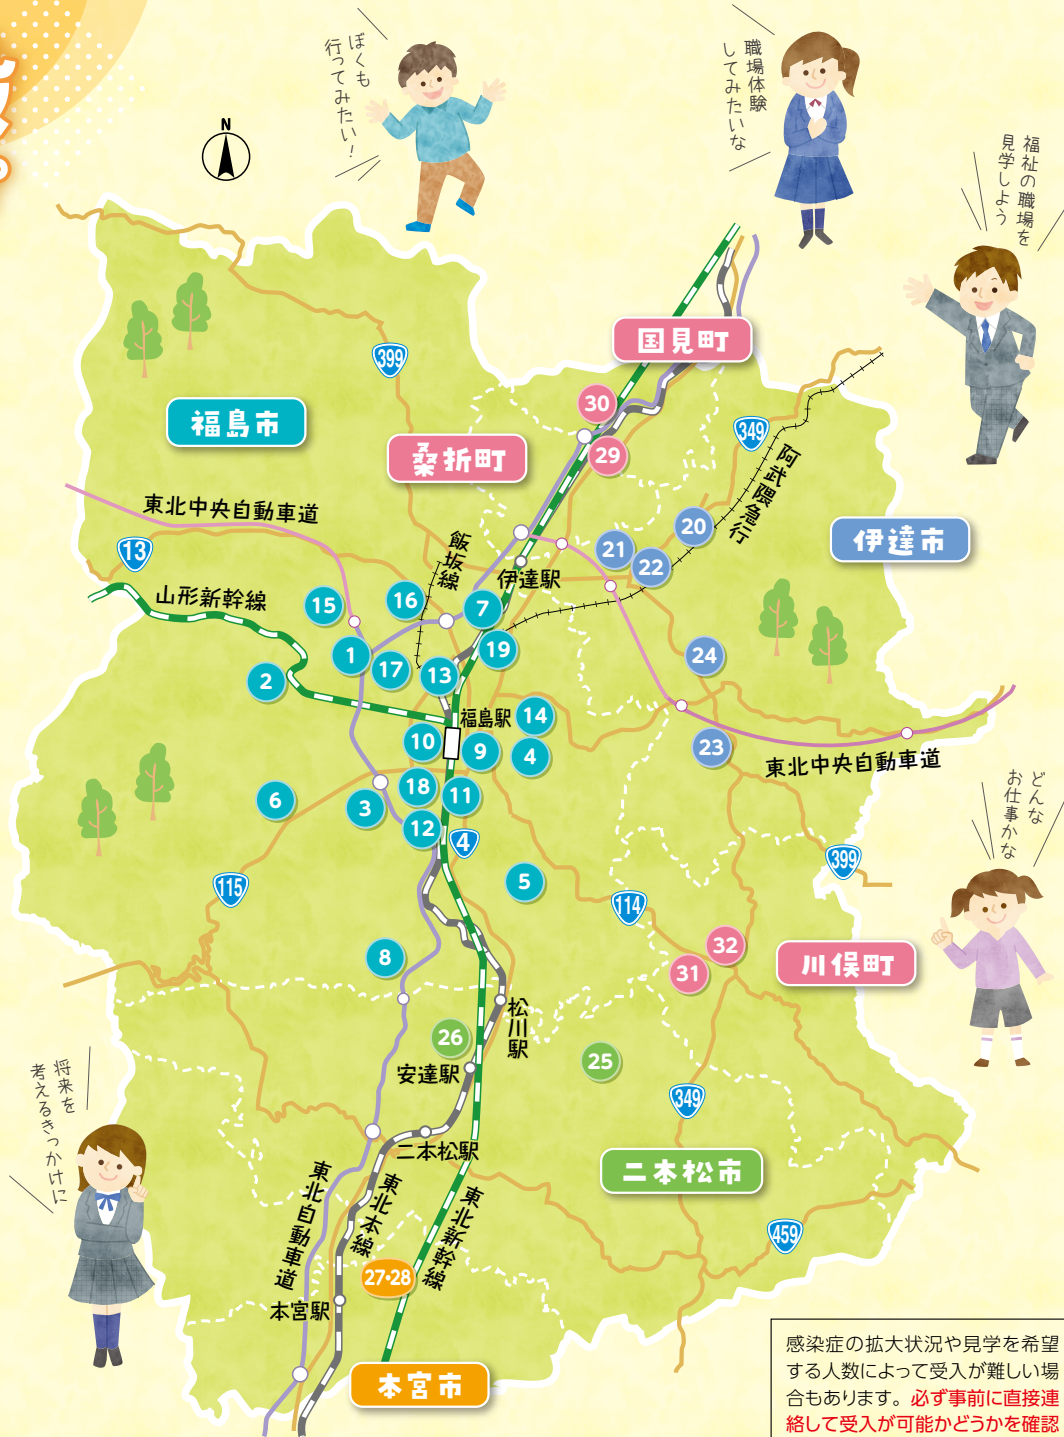 ぼくも
行ってみたい！
職場体験
してみたいな
福祉の職場を
見学しよう
N
国見町
399
30
福島市
349
桑折町
29
阿武隈急行
東北中央自動車道
20
伊達市
13
飯坂線
21
22
伊達駅
山形新幹線
15
16
7
1
17
19
24
2
13
福島駅
14
10
9
4
23
東北中央自動車道
6
3
18
11
12
4
どんな
お仕事かな
399
115
5
114
8
32
31
川俣町
松川駅
26
25
安達駅
将来を
考えるきっかけに
349
二本松駅
二本松市
東北自動車道
東北本線
東北新幹線
459
27・28
本宮駅
本宮市
感染症の拡大状況や見学を希望
する人数によって受入が難しい場
合もあります。必ず事前に直接連
絡して受入が可能かどうかを確認